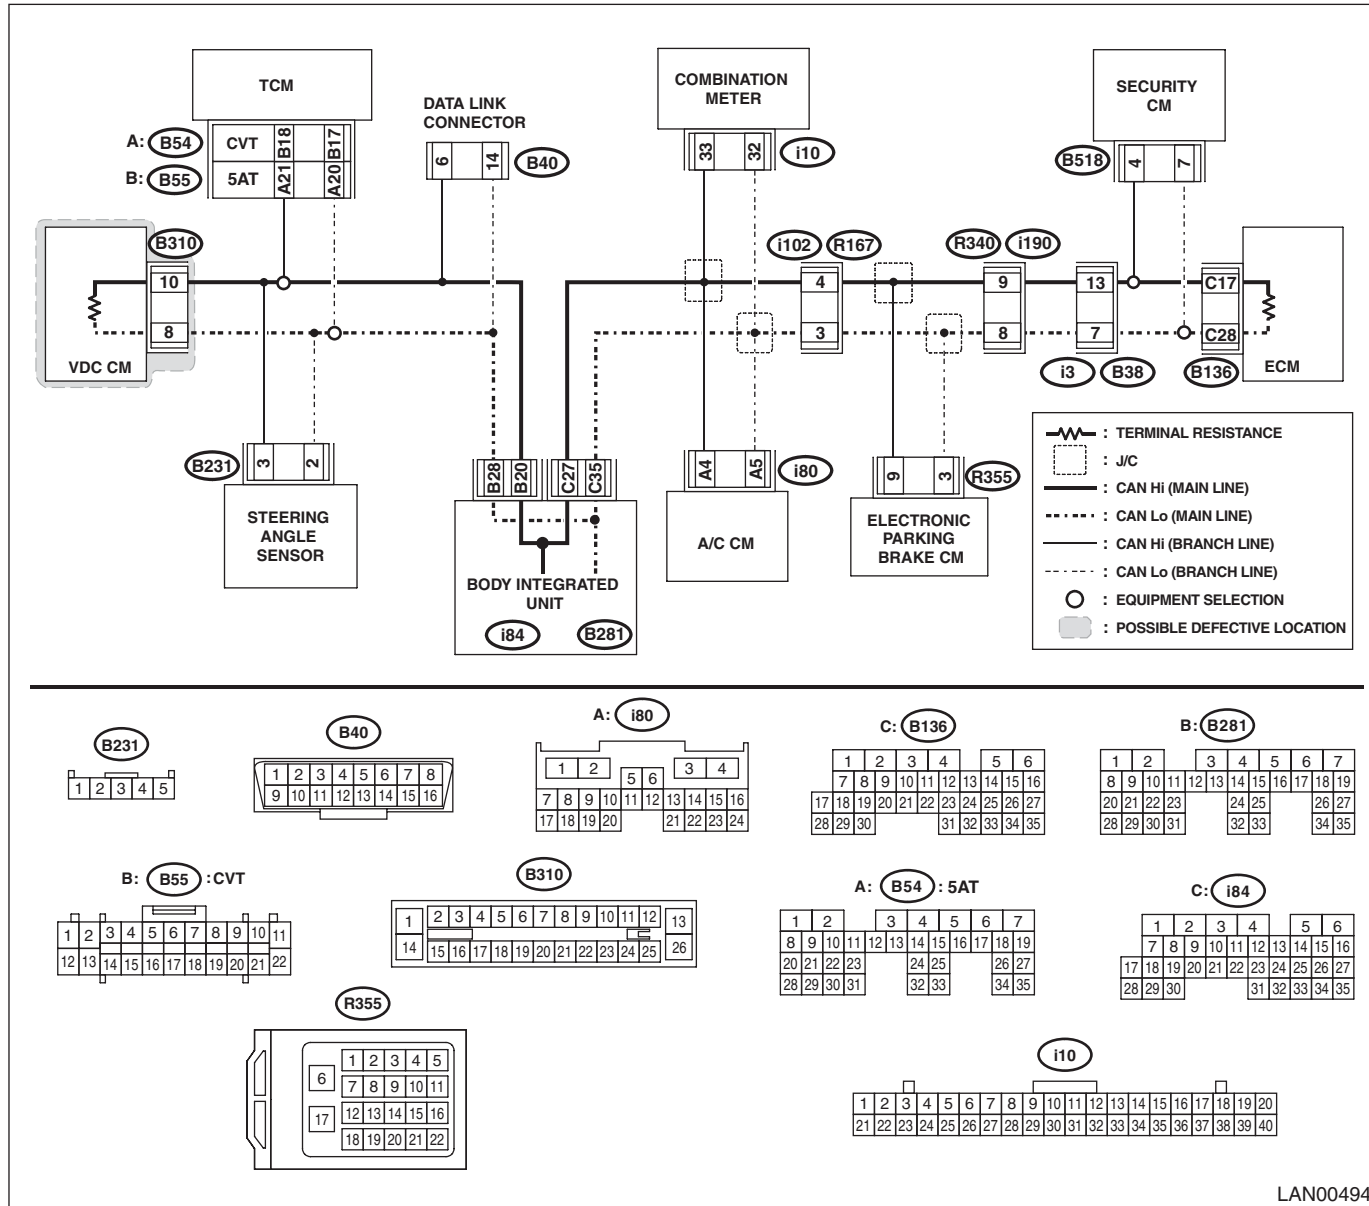 TCM
A: B54 CVT B18 B17
B: B55 5AT A21 A20
DATA LINK
CONNECTOR
6 14 B40
COMBINATION
METER
33 32 i10
SECURITY
CM
B518 4 7
B310
10
8
VDC CM
i102 R167
4
3
R340 i190
9
8
13
7
i3 B38
C17
C28
B136
ECM
B231 3 2
STEERING
ANGLE
SENSOR
B28 B20 C27 C35
BODY INTEGRATED
UNIT
i84 B281
A4 A5 i80
A/C CM
9 3 R355
ELECTRONIC
PARKING
BRAKE CM
: TERMINAL RESISTANCE
: J/C
: CAN Hi (MAIN LINE)
: CAN Lo (MAIN LINE)
: CAN Hi (BRANCH LINE)
: CAN Lo (BRANCH LINE)
: EQUIPMENT SELECTION
: POSSIBLE DEFECTIVE LOCATION
B231
1 2 3 4 5
B40
1 2 3 4 5 6 7 8
9 10 11 12 13 14 15 16
A: i80
1 2 5 6 3 4
7 8 9 10 11 12 13 14 15 16
17 18 19 20 21 22 23 24
C: B136
1 2 3 4 5 6
7 8 9 10 11 12 13 14 15 16
17 18 19 20 21 22 23 24 25 26 27
28 29 30 31 32 33 34 35
B: B281
1 2 3 4 5 6 7
8 9 10 11 12 13 14 15 16 17 18 19
20 21 22 23 24 25 26 27
28 29 30 31 32 33 34 35
B: B55 :CVT
1 2 3 4 5 6 7 8 9 10 11
12 13 14 15 16 17 18 19 20 21 22
B310
1 2 3 4 5 6 7 8 9 10 11 12 13
14 15 16 17 18 19 20 21 22 23 24 25 26
A: B54 : 5AT
1 2 3 4 5 6 7
8 9 10 11 12 13 14 15 16 17 18 19
20 21 22 23 24 25 26 27
28 29 30 31 32 33 34 35
C: i84
1 2 3 4 5 6
7 8 9 10 11 12 13 14 15 16
17 18 19 20 21 22 23 24 25 26 27
28 29 30 31 32 33 34 35
R355
1 2 3 4 5
6 7 8 9 10 11
17 12 13 14 15 16
18 19 20 21 22
i10
1 2 3 4 5 6 7 8 9 10 11 12 13 14 15 16 17 18 19 20
21 22 23 24 25 26 27 28 29 30 31 32 33 34 35 36 37 38 39 40
LAN00494